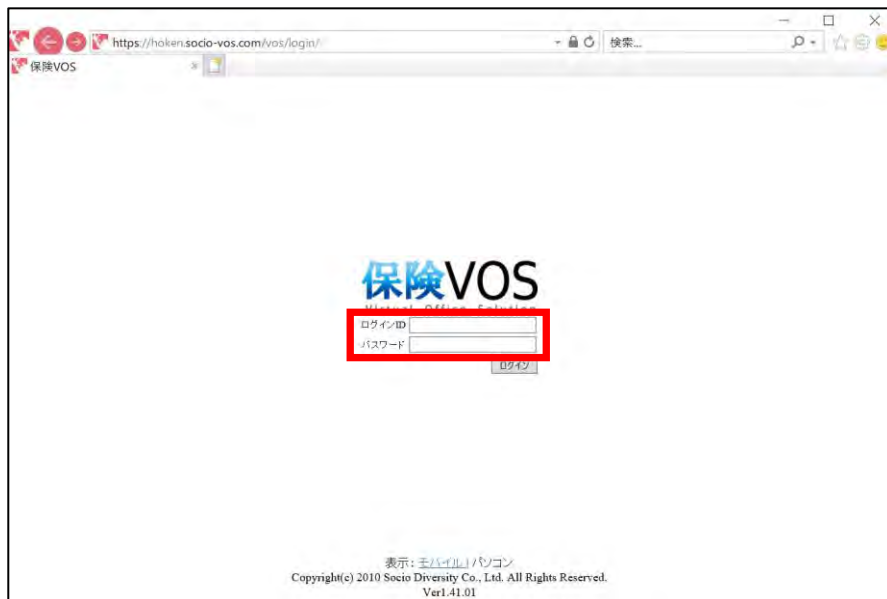 https://hoken.socio-vos.com/vos/login/
検索...
保険VOS
保険VOS
Virtual Office Solution
ログインID
パスワード
ログイン
表示: モバイル | パソコン
Copyright(c) 2010 Socio Diversity Co., Ltd. All Rights Reserved.
Ver1.41.01